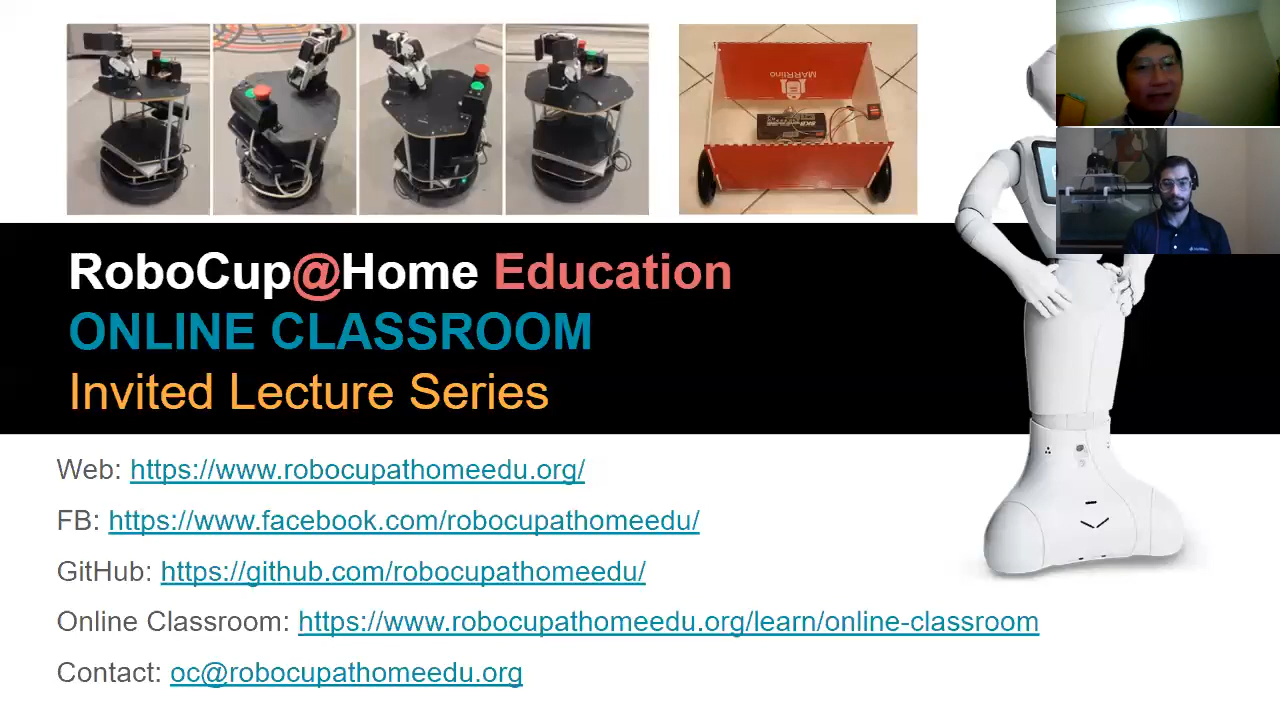 MARRtino
RoboCup@Home Education
ONLINE CLASSROOM
Invited Lecture Series
Web: https://www.robocupathomeedu.org/
FB: https://www.facebook.com/robocupathomeedu/
GitHub: https://github.com/robocupathomeedu/
Online Classroom: https://www.robocupathomeedu.org/learn/online-classroom
Contact: oc@robocupathomeedu.org